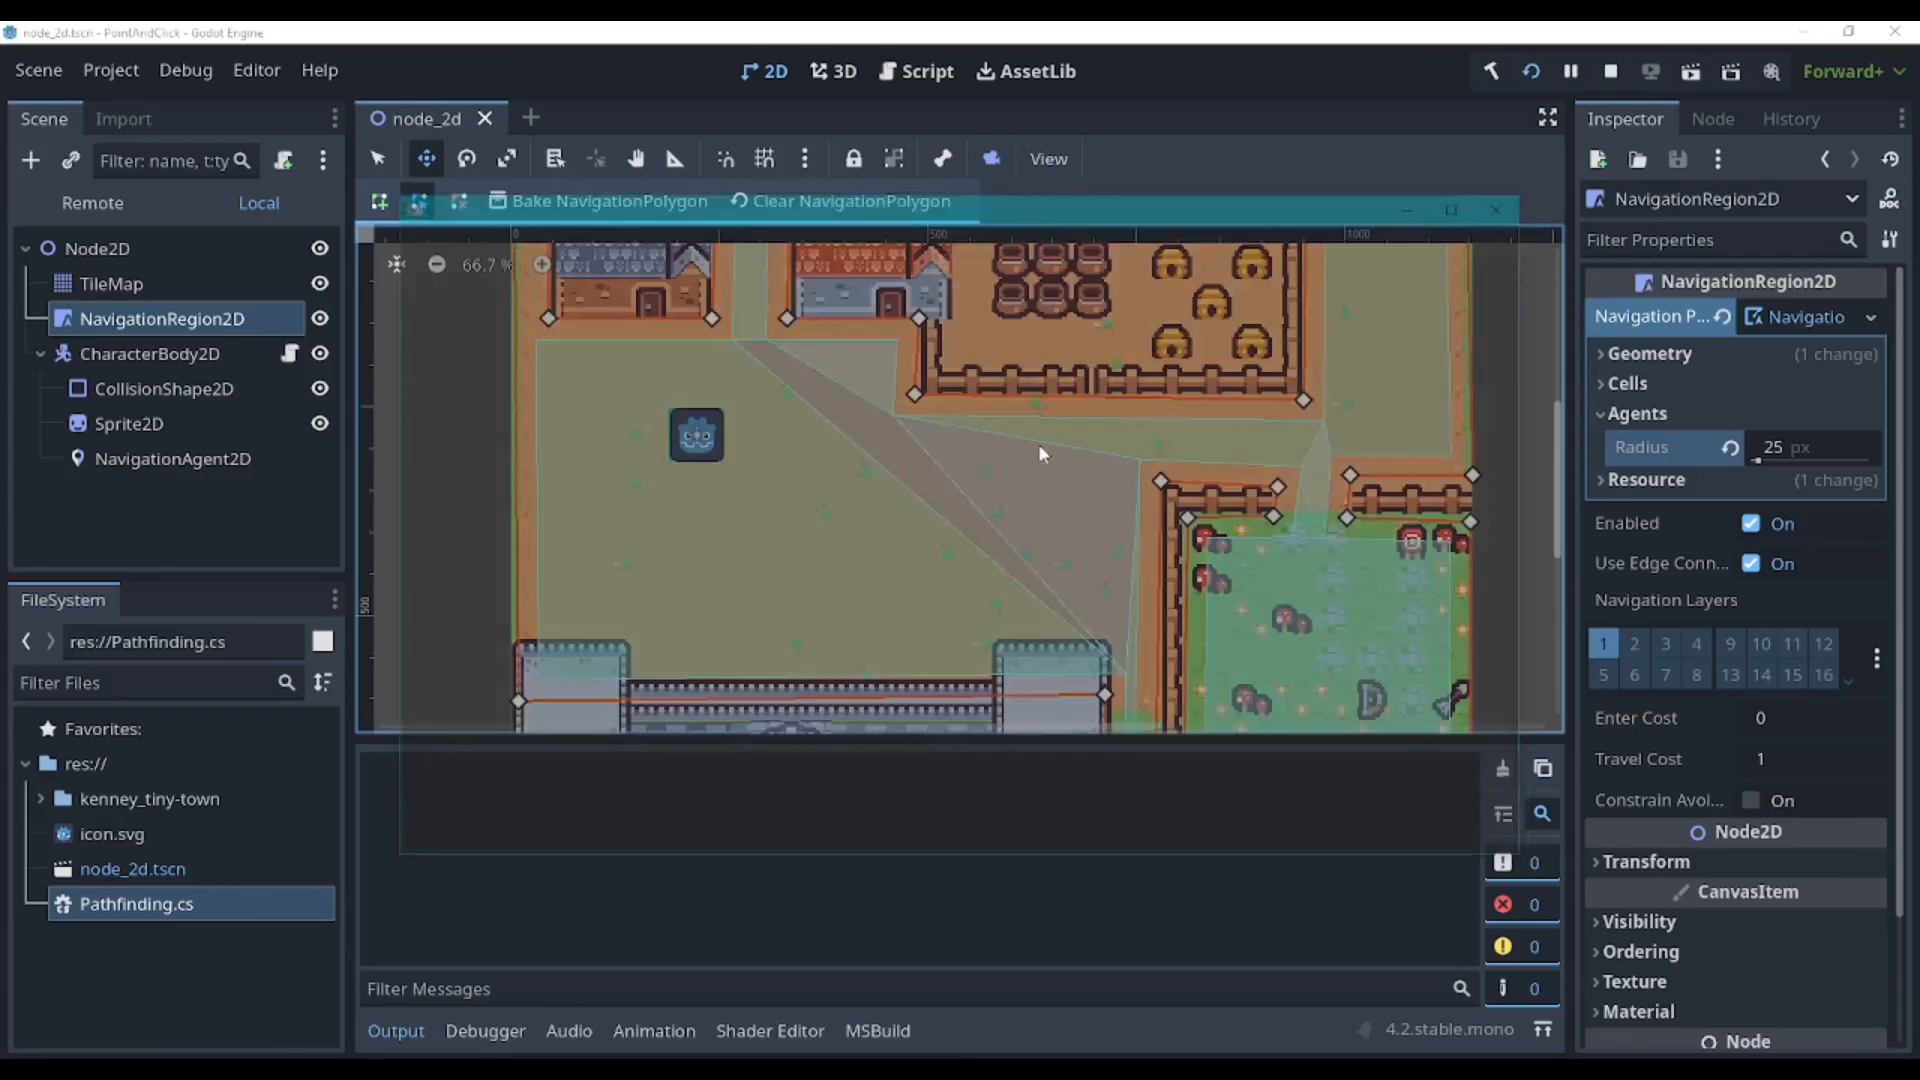 node_2d.tscn - PointAndClick - Godot Engine
Scene Project Debug Editor Help
2D 3D Script AssetLib
Forward+
Scene Import
Filter: name, t:ty
Remote Local
Node2D
TileMap
NavigationRegion2D
CharacterBody2D
CollisionShape2D
Sprite2D
NavigationAgent2D
FileSystem
res://Pathfinding.cs
Filter Files
Favorites:
res://
kenney_tiny-town
icon.svg
node_2d.tscn
Pathfinding.cs
node_2d
View
Bake NavigationPolygon Clear NavigationPolygon
0 500 1000
66.7 %
500
0
0
0
0
Filter Messages
Output Debugger Audio Animation Shader Editor MSBuild
4.2.stable.mono
Inspector Node History
NavigationRegion2D
DOC
Filter Properties
NavigationRegion2D
Navigation P... Navigatio
Geometry (1 change)
Cells
Agents
Radius 25 px
Resource (1 change)
Enabled On
Use Edge Conn... On
Navigation Layers
1 2 3 4 9 10 11 12
5 6 7 8 13 14 15 16
Enter Cost 0
Travel Cost 1
Constrain Avoi... On
Node2D
Transform
CanvasItem
Visibility
Ordering
Texture
Material
Node